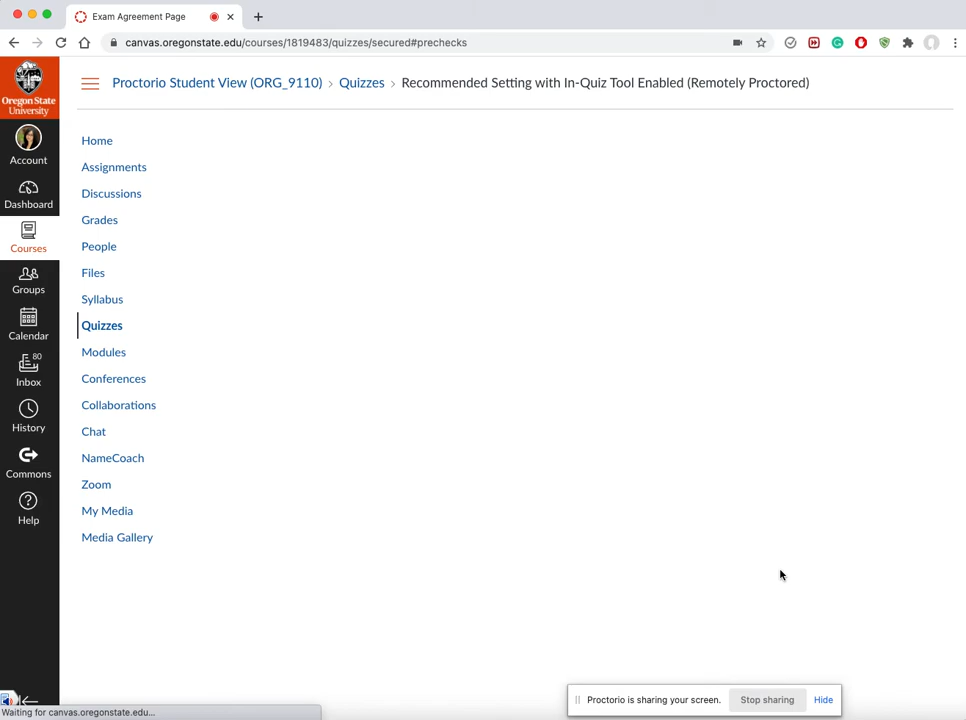 Exam Agreement Page
canvas.oregonstate.edu/courses/1819483/quizzes/secured#prechecks
Oregon State
University
Proctorio Student View (ORG_9110) > Quizzes > Recommended Setting with In-Quiz Tool Enabled (Remotely Proctored)
Account
Dashboard
Courses
Groups
Calendar
80
Inbox
History
Commons
Help
Home
Assignments
Discussions
Grades
People
Files
Syllabus
Quizzes
Modules
Conferences
Collaborations
Chat
NameCoach
Zoom
My Media
Media Gallery
Proctorio is sharing your screen. Stop sharing Hide
Waiting for canvas.oregonstate.edu...